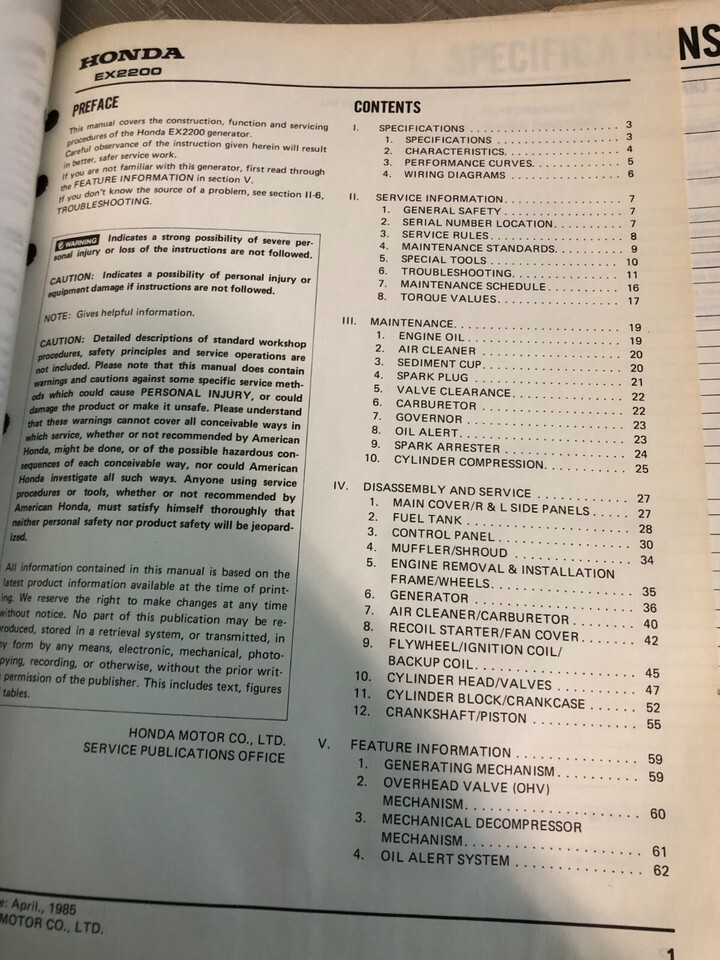 HONDA
EX2200
PREFACE
This manual covers the construction, function and servicing
procedures of the Honda EX2200 generator.
Careful observance of the instruction given herein will result
in better, safer service work.
If you are not familiar with this generator, first read through
the FEATURE INFORMATION in section V.
If you don't know the source of a problem, see section II-6,
TROUBLESHOOTING.
WARNING Indicates a strong possibility of severe per-
sonal injury or loss of the instructions are not followed.
CAUTION: Indicates a possibility of personal injury or
equipment damage if instructions are not followed.
NOTE: Gives helpful information.
CAUTION: Detailed descriptions of standard workshop
procedures, safety principles and service operations are
not included. Please note that this manual does contain
warnings and cautions against some specific service meth-
ods which could cause PERSONAL INJURY, or could
damage the product or make it unsafe. Please understand
that these warnings cannot cover all conceivable ways in
which service, whether or not recommended by American
Honda, might be done, or of the possible hazardous con-
sequences of each conceivable way, nor could American
Honda investigate all such ways. Anyone using service
procedures or tools, whether or not recommended by
American Honda, must satisfy himself thoroughly that
neither personal safety nor product safety will be jeopard-
ized.
All information contained in this manual is based on the
latest product information available at the time of print-
ing. We reserve the right to make changes at any time
without notice. No part of this publication may be re-
roduced, stored in a retrieval system, or transmitted, in
y form by any means, electronic, mechanical, photo-
pying, recording, or otherwise, without the prior writ-
permission of the publisher. This includes text, figures
tables.
HONDA MOTOR CO., LTD.
SERVICE PUBLICATIONS OFFICE
e: April., 1985
MOTOR CO., LTD.
CONTENTS
I. SPECIFICATIONS . . . . . . . . . . . . . . . . . . . . 3
1. SPECIFICATIONS . . . . . . . . . . . . . . . . . 3
2. CHARACTERISTICS. . . . . . . . . . . . . . . . 4
3. PERFORMANCE CURVES. . . . . . . . . . . . 5
4. WIRING DIAGRAMS . . . . . . . . . . . . . . . 6
II. SERVICE INFORMATION. . . . . . . . . . . . . . . 7
1. GENERAL SAFETY . . . . . . . . . . . . . . . . 7
2. SERIAL NUMBER LOCATION. . . . . . . . . 7
3. SERVICE RULES. . . . . . . . . . . . . . . . . . 8
4. MAINTENANCE STANDARDS. . . . . . . . . 9
5. SPECIAL TOOLS . . . . . . . . . . . . . . . . . 10
6. TROUBLESHOOTING. . . . . . . . . . . . . . . 11
7. MAINTENANCE SCHEDULE. . . . . . . . . . 16
8. TORQUE VALUES. . . . . . . . . . . . . . . . . 17
III. MAINTENANCE. . . . . . . . . . . . . . . . . . . . . 19
1. ENGINE OIL. . . . . . . . . . . . . . . . . . . . . 19
2. AIR CLEANER . . . . . . . . . . . . . . . . . . . 20
3. SEDIMENT CUP. . . . . . . . . . . . . . . . . . . 20
4. SPARK PLUG . . . . . . . . . . . . . . . . . . . . 21
5. VALVE CLEARANCE. . . . . . . . . . . . . . . 22
6. CARBURETOR . . . . . . . . . . . . . . . . . . . 22
7. GOVERNOR . . . . . . . . . . . . . . . . . . . . . 23
8. OIL ALERT. . . . . . . . . . . . . . . . . . . . . . 23
9. SPARK ARRESTER . . . . . . . . . . . . . . . . 24
10. CYLINDER COMPRESSION. . . . . . . . . . 25
IV. DISASSEMBLY AND SERVICE . . . . . . . . . . . 27
1. MAIN COVER/R & L SIDE PANELS. . . . . 27
2. FUEL TANK . . . . . . . . . . . . . . . . . . . . . 28
3. CONTROL PANEL. . . . . . . . . . . . . . . . . 30
4. MUFFLER/SHROUD . . . . . . . . . . . . . . . 34
5. ENGINE REMOVAL & INSTALLATION
FRAME/WHEELS. . . . . . . . . . . . . . . . . . 35
6. GENERATOR . . . . . . . . . . . . . . . . . . . . 36
7. AIR CLEANER/CARBURETOR . . . . . . . . 40
8. RECOIL STARTER/FAN COVER. . . . . . . 42
9. FLYWHEEL/IGNITION COIL/
BACKUP COIL. . . . . . . . . . . . . . . . . . . . 45
10. CYLINDER HEAD/VALVES . . . . . . . . . . 47
11. CYLINDER BLOCK/CRANKCASE . . . . . . 52
12. CRANKSHAFT/PISTON . . . . . . . . . . . . . 55
V. FEATURE INFORMATION . . . . . . . . . . . . . . 59
1. GENERATING MECHANISM. . . . . . . . . . 59
2. OVERHEAD VALVE (OHV)
MECHANISM. . . . . . . . . . . . . . . . . . . . . 60
3. MECHANICAL DECOMPRESSOR
MECHANISM. . . . . . . . . . . . . . . . . . . . . 61
4. OIL ALERT SYSTEM . . . . . . . . . . . . . . . 62
1
NS